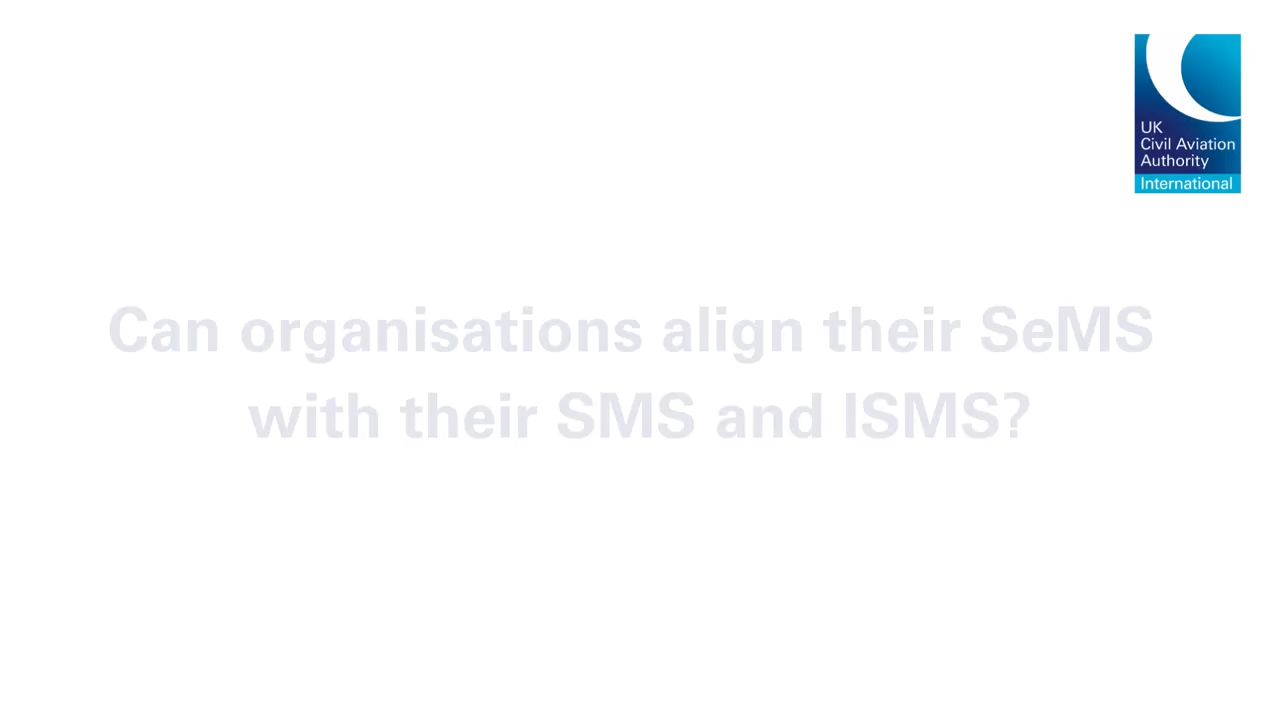 UK
Civil Aviation
Authority
International
Can organisations align their SeMS
with their SMS and ISMS?